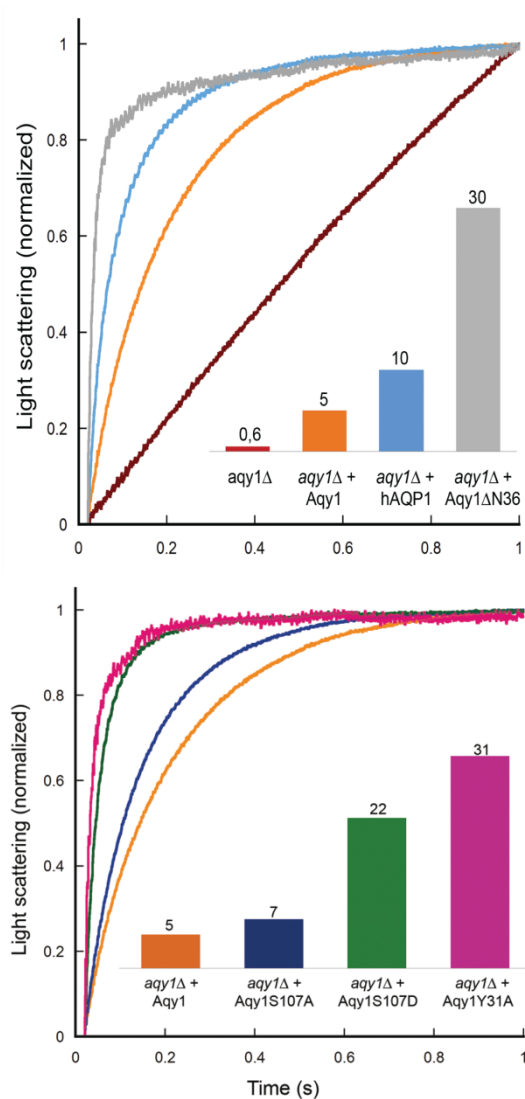 1
0.8
0.6
0.4
0.2
0
Light scattering (normalized)
30
10
5
0,6
aqy1Δ
aqy1Δ +
Aqy1
aqy1Δ +
hAQP1
aqy1Δ +
Aqy1ΔN36
0.2
0.4
0.6
0.8
1
1
0.8
0.6
0.4
0.2
0
Light scattering (normalized)
31
22
7
5
aqy1Δ +
Aqy1
aqy1Δ +
Aqy1S107A
aqy1Δ +
Aqy1S107D
aqy1Δ +
Aqy1Y31A
0
0.2
0.4
0.6
0.8
1
Time (s)